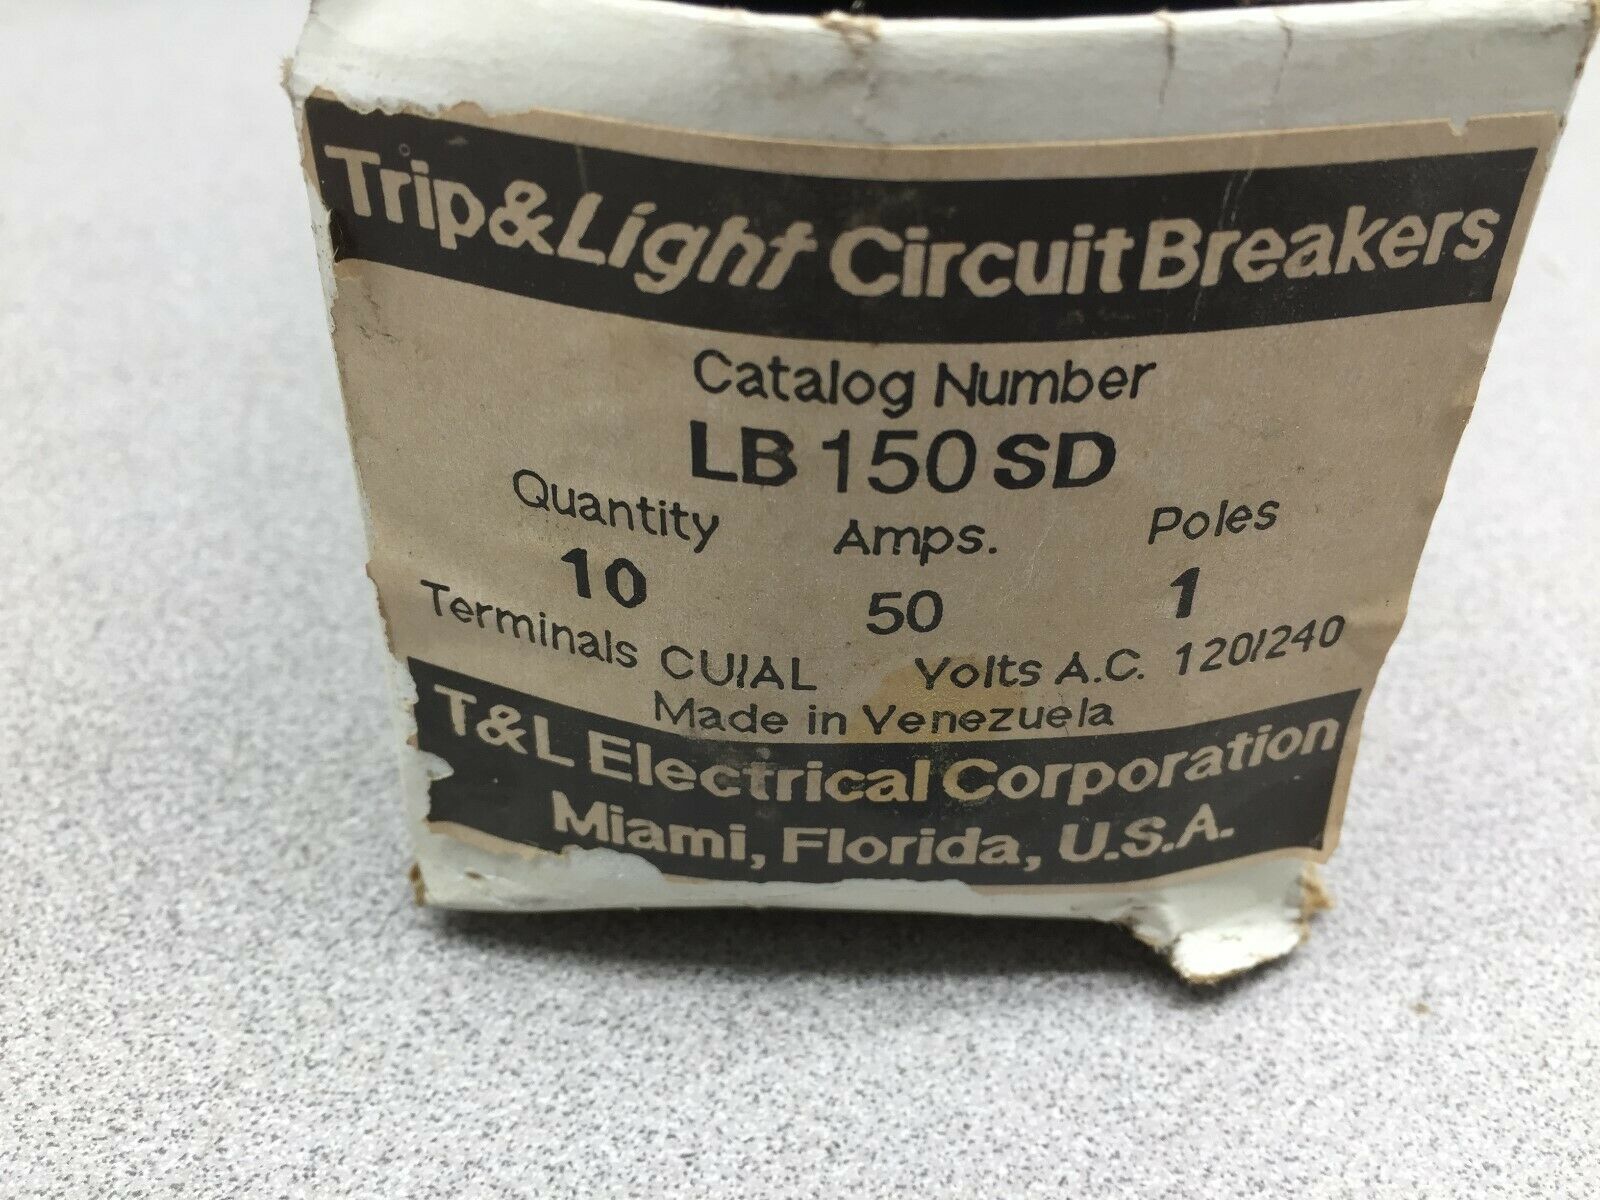 Trip&Light Circuit Breakers
Catalog Number
LB 150 SD
Quantity Amps. Poles
10 50 1
Terminals CU/AL Volts A.C. 120/240
Made in Venezuela
T&L Electrical Corporation
Miami, Florida, U.S.A.